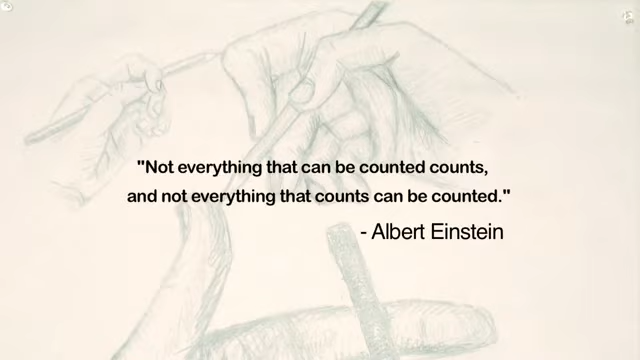 "Not everything that can be counted counts,
and not everything that counts can be counted."
- Albert Einstein